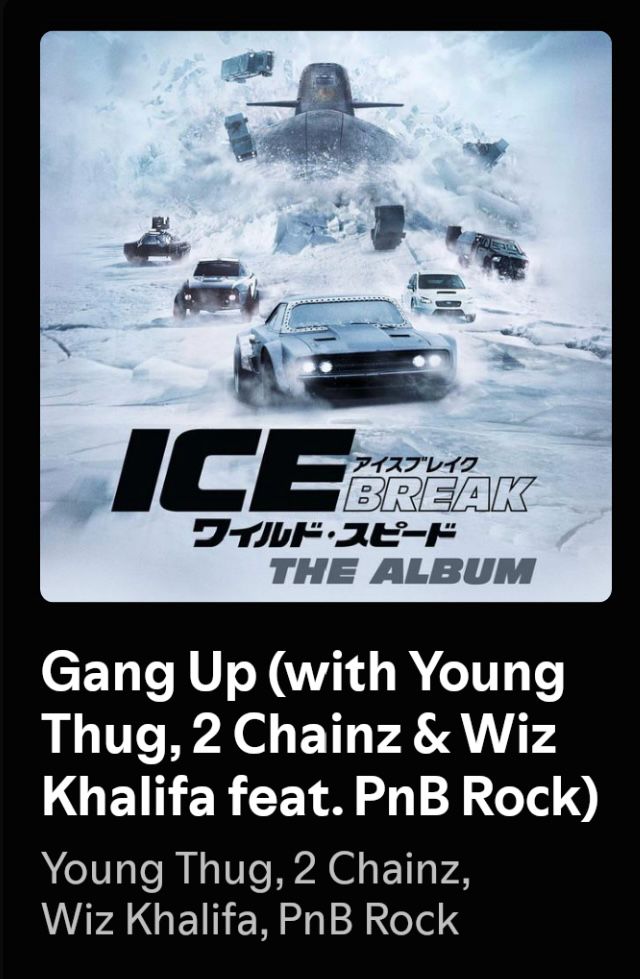 ICE
アイスブレイク
BREAK
ワイルド・スピード
THE ALBUM
Gang Up (with Young
Thug, 2 Chainz & Wiz
Khalifa feat. PnB Rock)
Young Thug, 2 Chainz,
Wiz Khalifa, PnB Rock